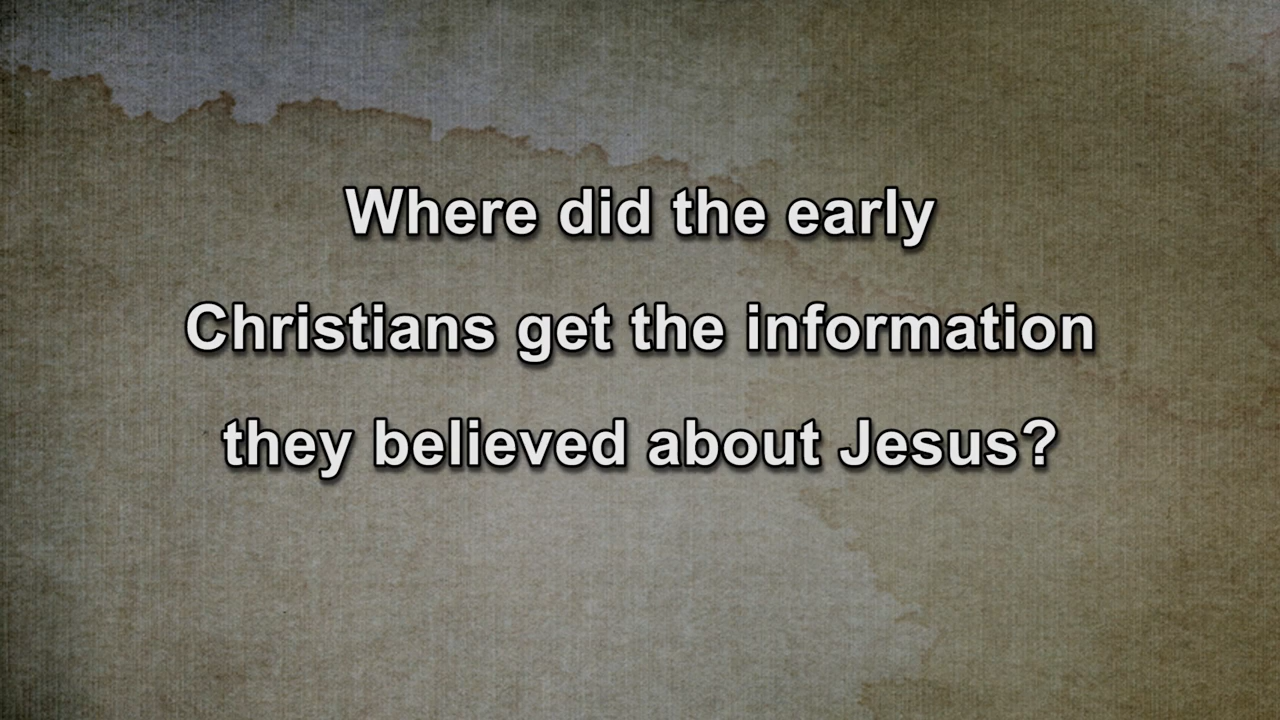 Where did the early
Christians get the information
they believed about Jesus?